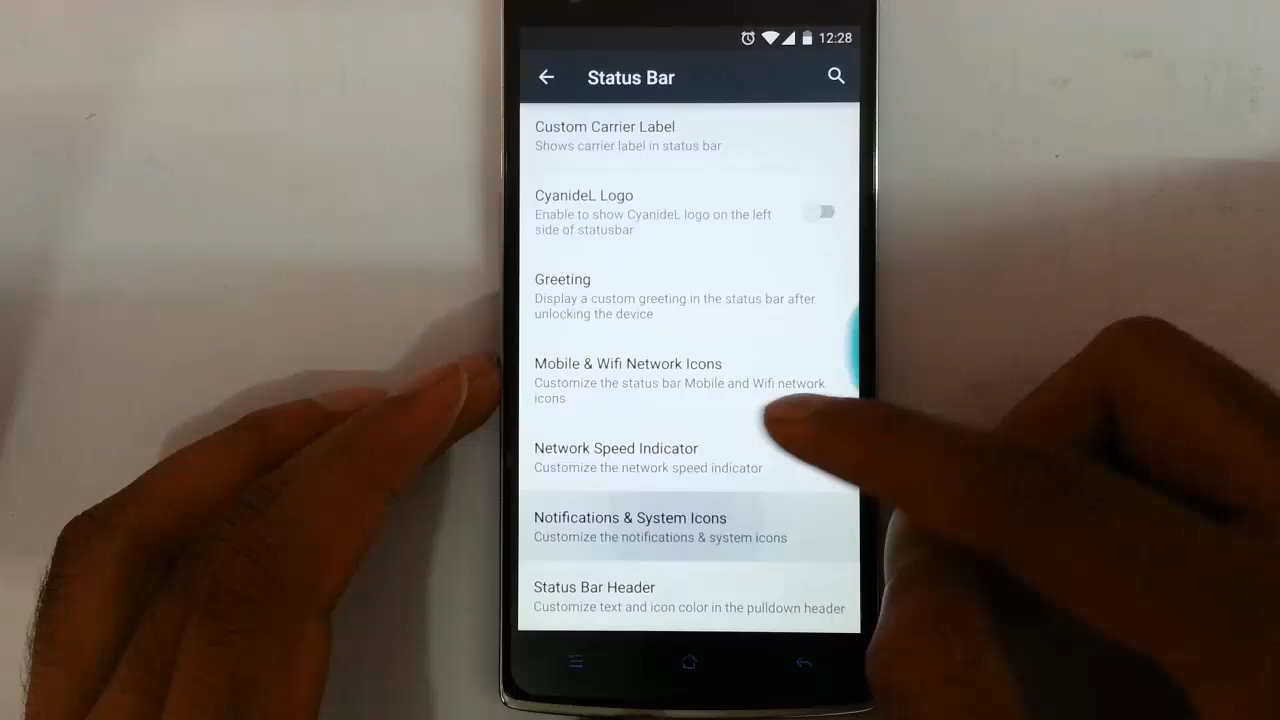 12:28
Status Bar
Custom Carrier Label
Shows carrier label in status bar
CyanideL Logo
Enable to show CyanideL logo on the left
side of statusbar
Greeting
Display a custom greeting in the status bar after
unlocking the device
Mobile & Wifi Network Icons
Customize the status bar Mobile and Wifi network
icons
Network Speed Indicator
Customize the network speed indicator
Notifications & System Icons
Customize the notifications & system icons
Status Bar Header
Customize text and icon color in the pulldown header